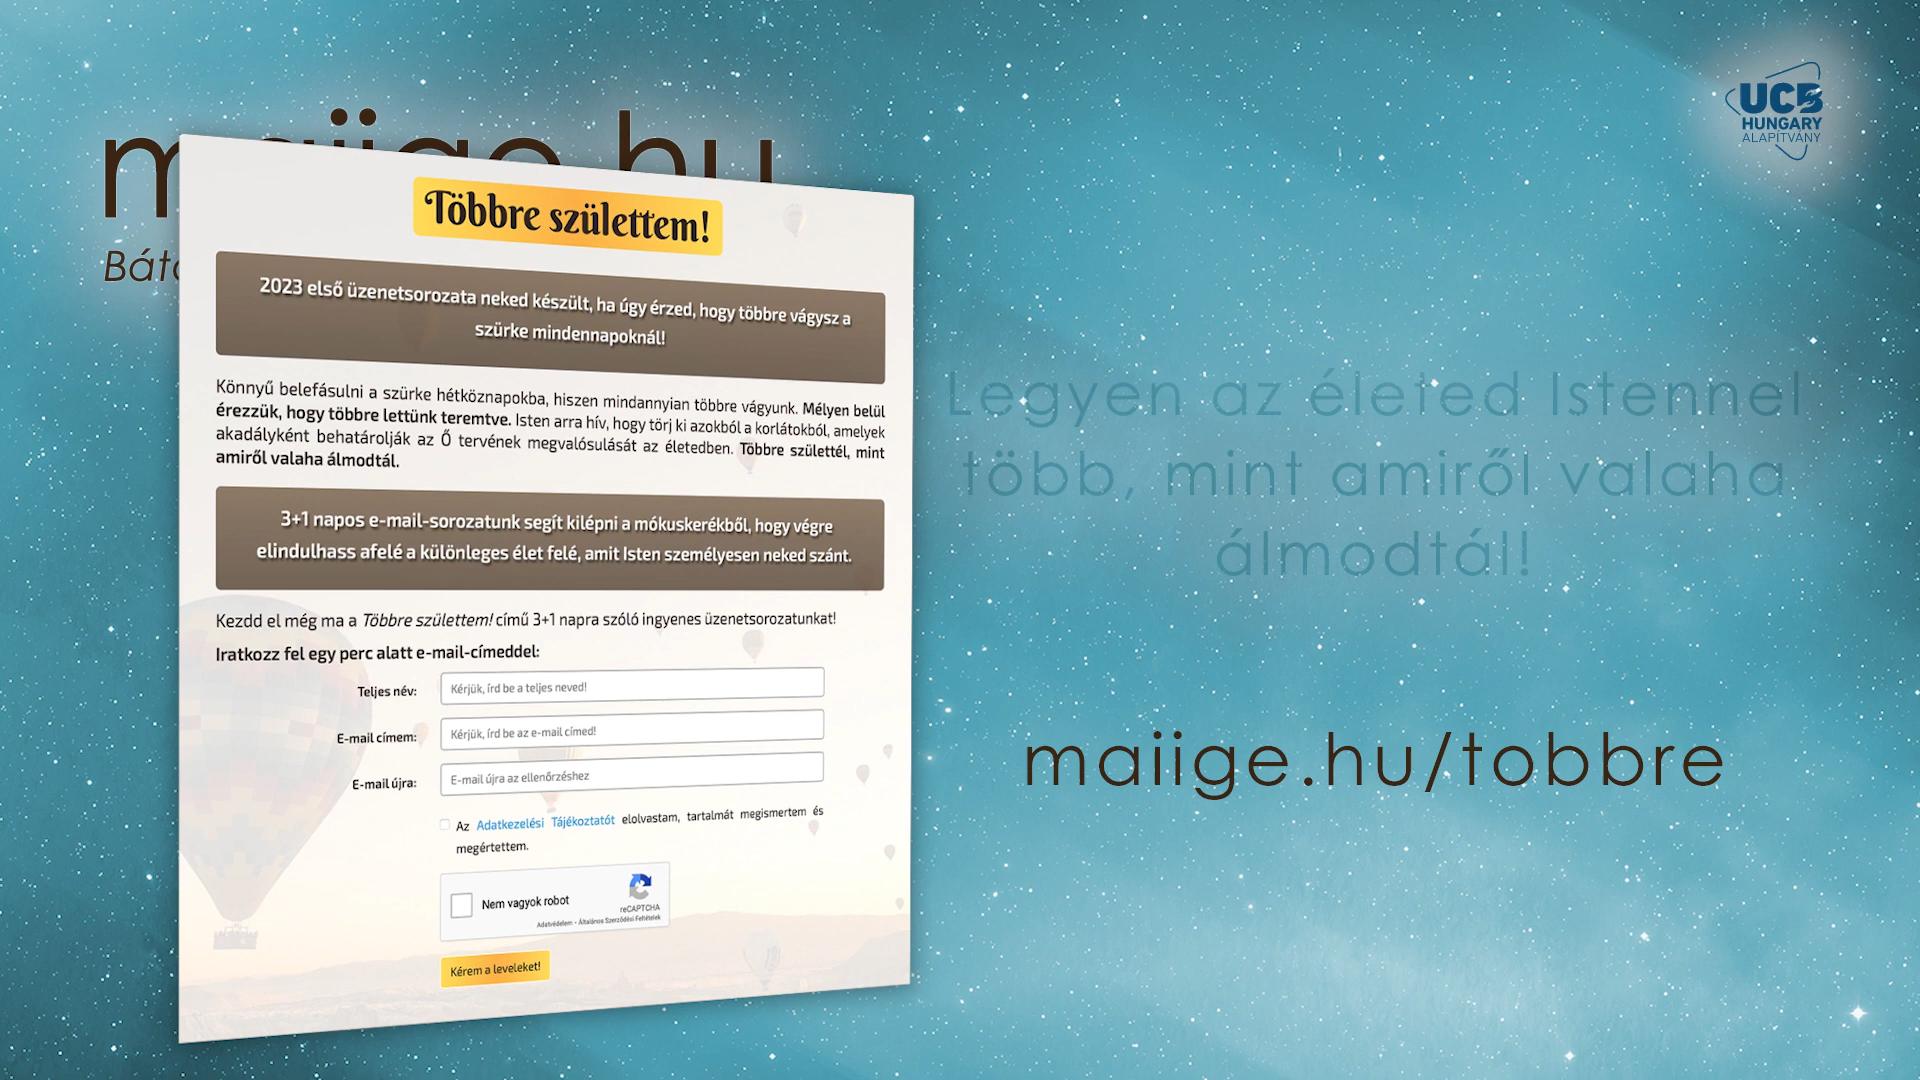 maiige.hu
UCB
HUNGARY
ALAPÍTVÁNY
Többre születtem!
2023 első üzenetsorozata neked készült, ha úgy érzed, hogy többre vágysz a
szürke mindennapoknál!
Könnyű belefásulni a szürke hétköznapokba, hiszen mindannyian többre vágyunk. Mélyen belül
érezzük, hogy többre lettünk teremtve. Isten arra hív, hogy törj ki azokból a korlátokból, amelyek
akadályként behatárolják az Ő tervének megvalósulását az életedben. Többre születtél, mint
amiről valaha álmodtál.
3+1 napos e-mail-sorozatunk segít kilépni a mókuskerékből, hogy végre
elindulhass afelé a különleges élet felé, amit Isten személyesen neked szánt.
Kezdd el még ma a Többre születtem! című 3+1 napra szóló ingyenes üzenetsorozatunkat!
Iratkozz fel egy perc alatt e-mail-címeddel:
Teljes név: Kérjük, írd be a teljes neved!
E-mail címem: Kérjük, írd be az e-mail címed!
E-mail újra: E-mail újra az ellenőrzéshez
Az Adatkezelési Tájékoztatót elolvastam, tartalmát megismertem és
megértettem.
Nem vagyok robot
reCAPTCHA
Adatvédelem - Általános Szerződési Feltételek
Kérem a leveleket!
Legyen az életed Istennel
több, mint amiről valaha
álmodtál!
maiige.hu/tobbre